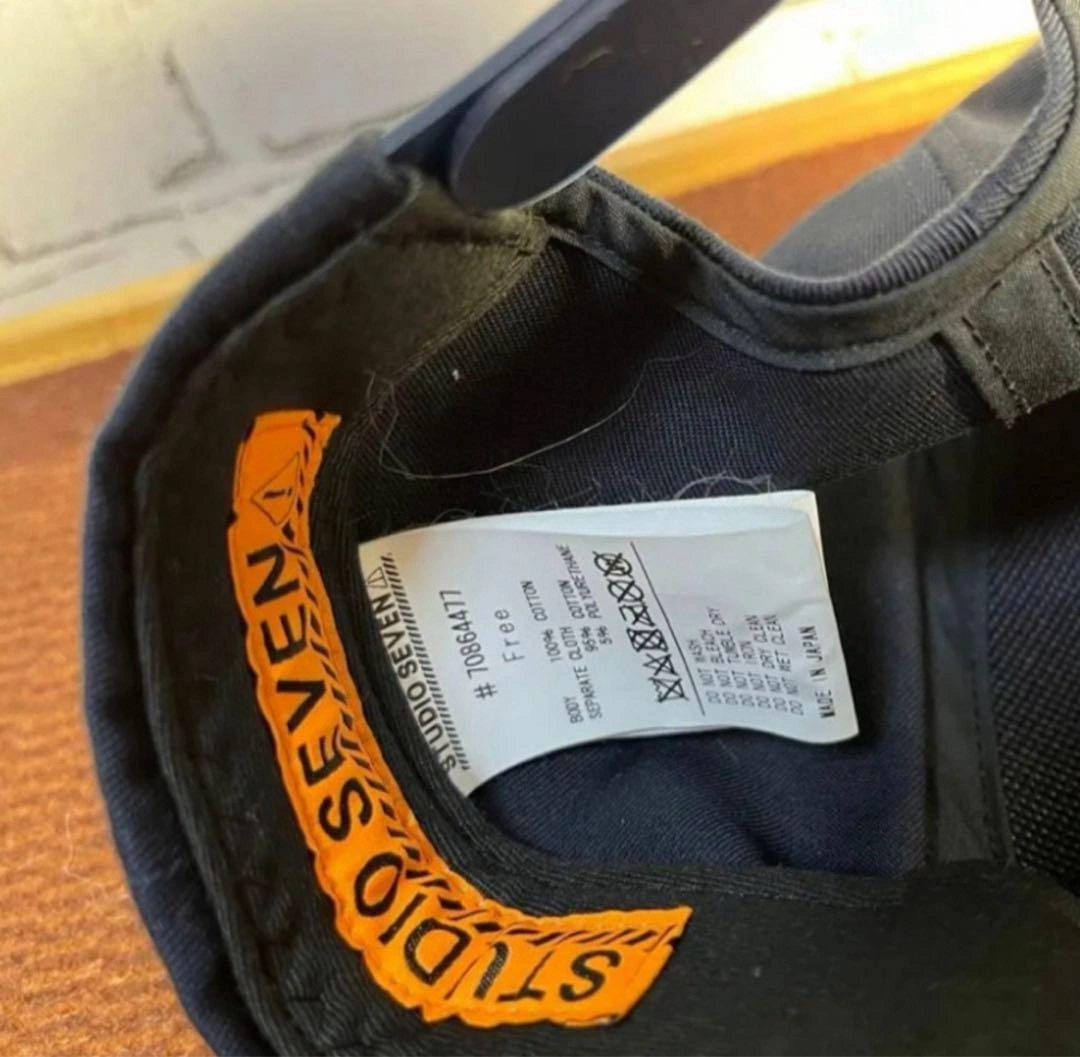 STUDIO SEVEN
STUDIO SEVEN
# 70864477
Free
BODY 100% COTTON
SEPARATE CLOTH COTTON 95%
POLYURETHANE 5%
DO NOT WASH
DO NOT BLEACH
DO NOT TUMBLE DRY
DO NOT IRON
DO NOT DRY CLEAN
DO NOT WET CLEAN
MADE IN JAPAN